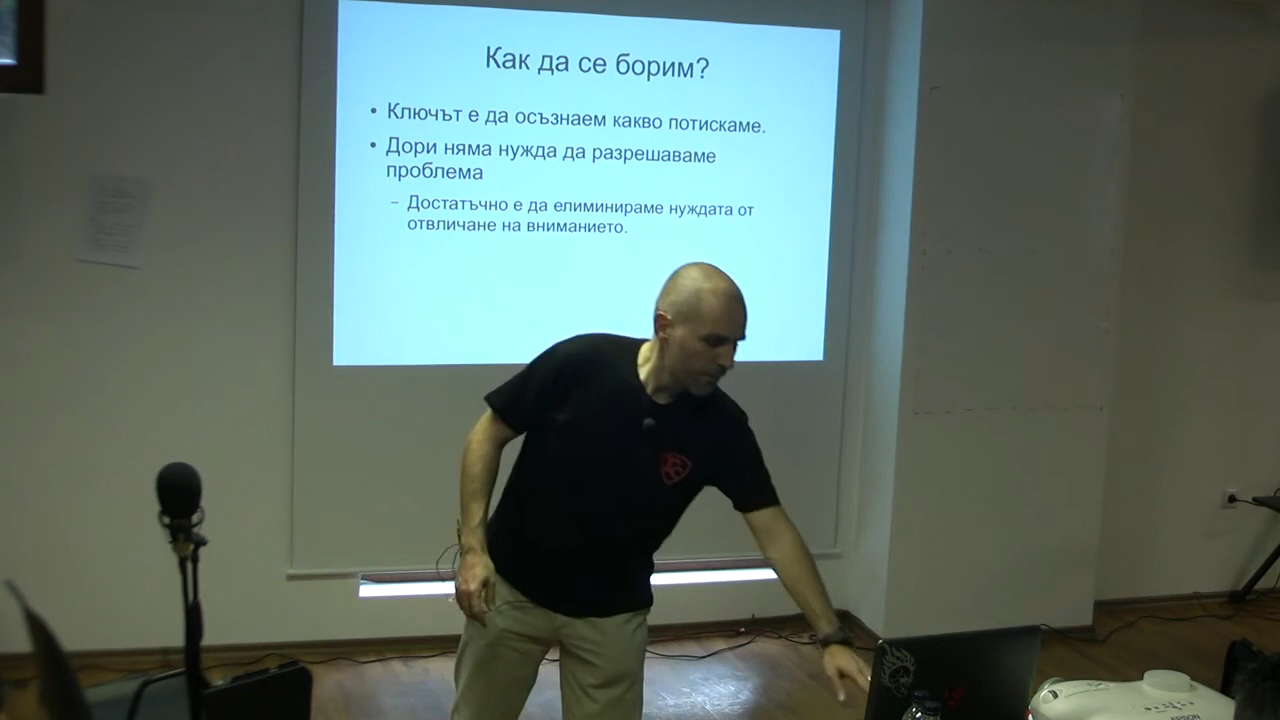 Как да се борим?
• Ключът е да осъзнаем какво потискаме.
• Дори няма нужда да разрешаваме
проблема
– Достатъчно е да елиминираме нуждата от
отвличане на вниманието.
EPSON